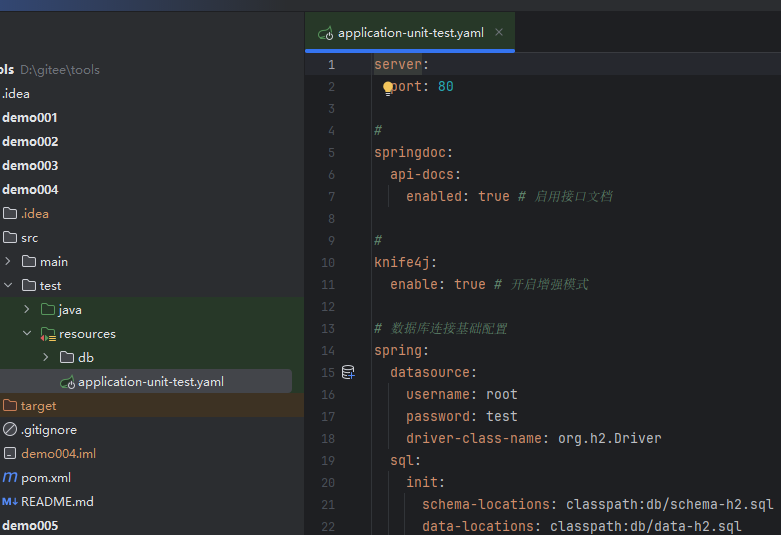 application-unit-test.yaml
ols D:\gitee\tools
.idea
demo001
demo002
demo003
demo004
.idea
src
main
test
java
resources
db
application-unit-test.yaml
target
.gitignore
demo004.iml
pom.xml
README.md
demo005
1 server:
2 port: 80
3
4 #
5 springdoc:
6 api-docs:
7 enabled: true # 启用接口文档
8
9 #
10 knife4j:
11 enable: true # 开启增强模式
12
13 # 数据库连接基础配置
14 spring:
15 datasource:
16 username: root
17 password: test
18 driver-class-name: org.h2.Driver
19 sql:
20 init:
21 schema-locations: classpath:db/schema-h2.sql
22 data-locations: classpath:db/data-h2.sql